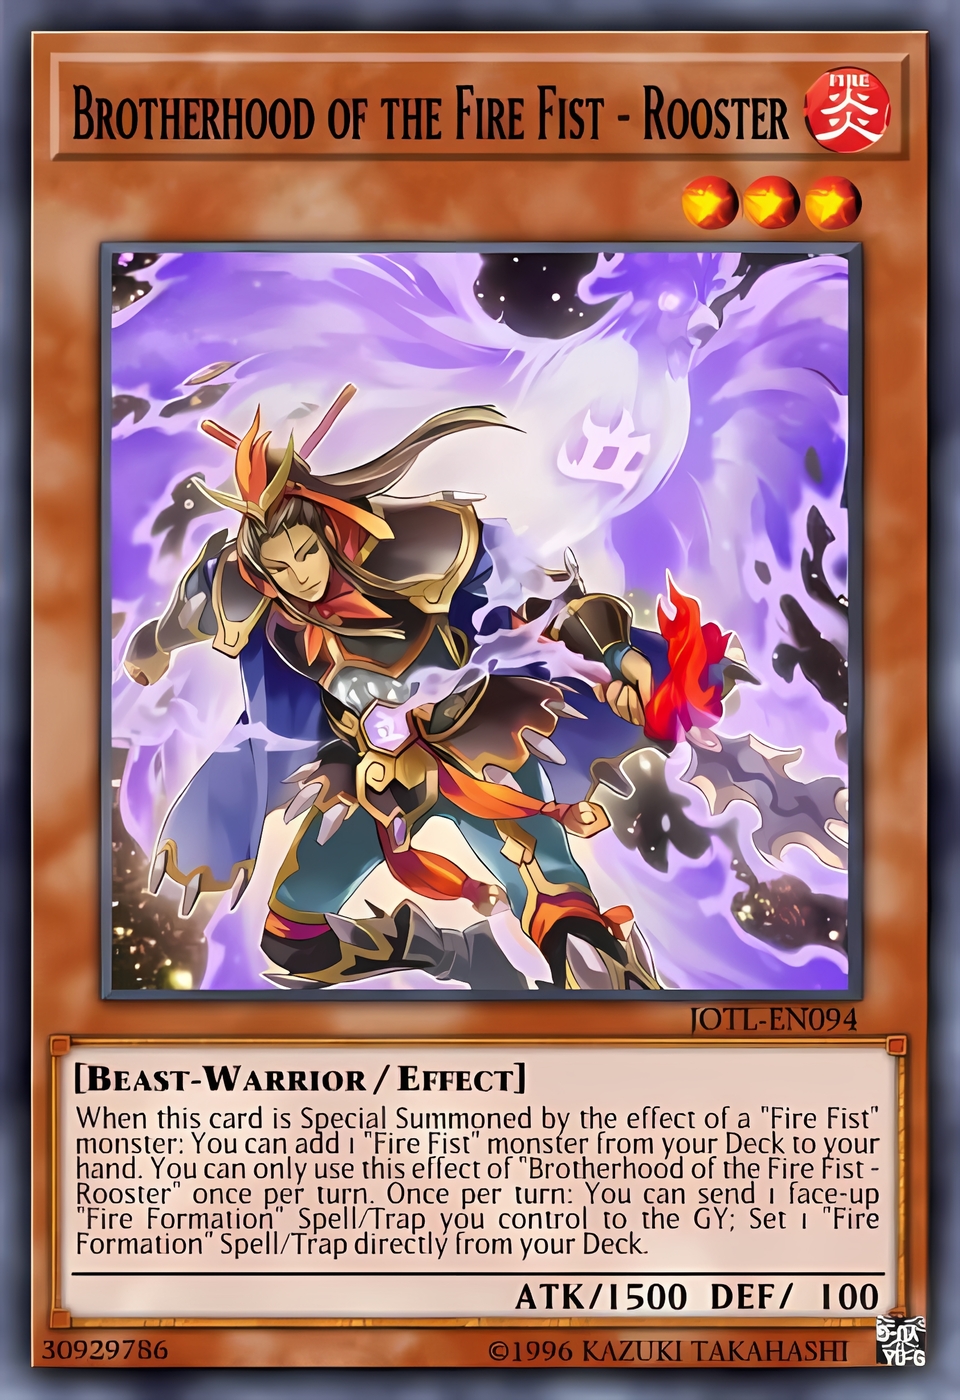 BROTHERHOOD OF THE FIRE FIST - ROOSTER
FIRE
炎
JOTL-EN094
[BEAST-WARRIOR / EFFECT]
When this card is Special Summoned by the effect of a "Fire Fist"
monster: You can add 1 "Fire Fist" monster from your Deck to your
hand. You can only use this effect of "Brotherhood of the Fire Fist -
Rooster" once per turn. Once per turn: You can send 1 face-up
"Fire Formation" Spell/Trap you control to the GY; Set 1 "Fire
Formation" Spell/Trap directly from your Deck.
ATK/1500 DEF/ 100
30929786
©1996 KAZUKI TAKAHASHI